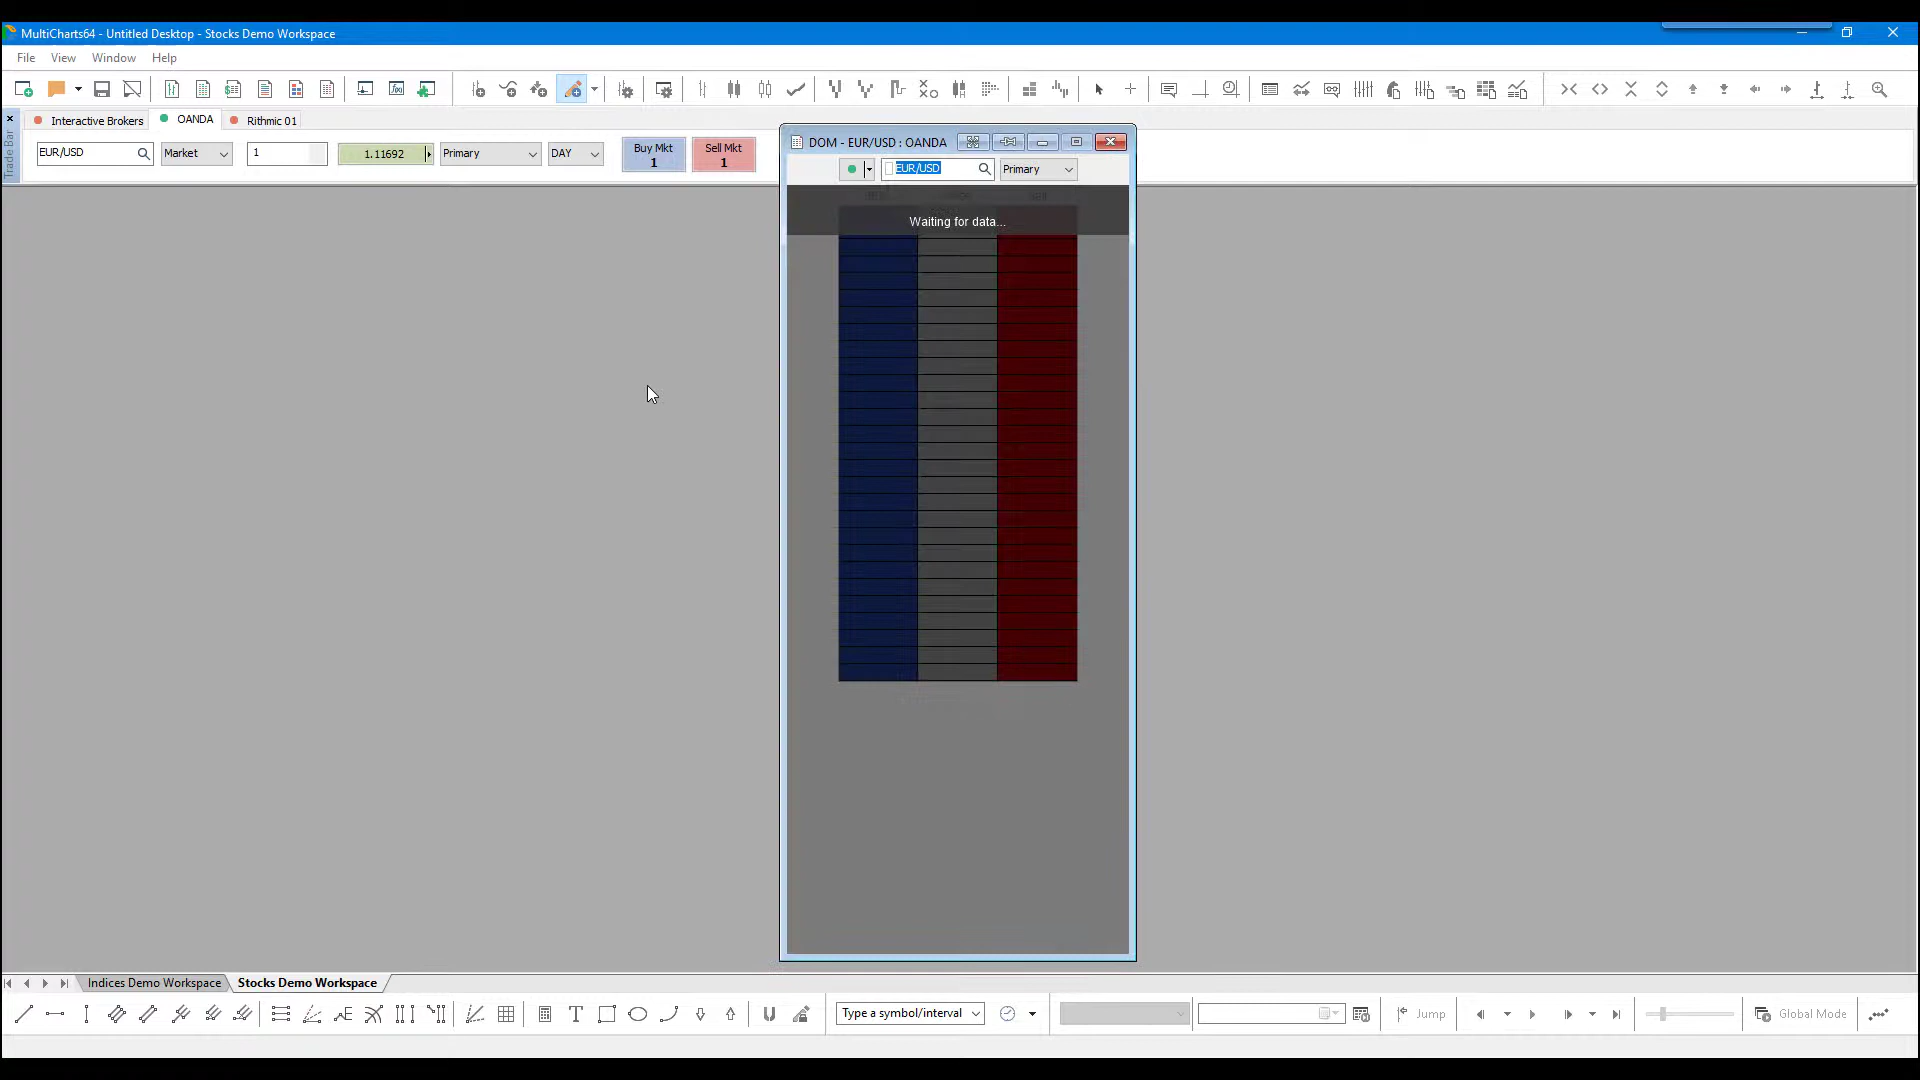 MultiCharts64 - Untitled Desktop - Stocks Demo Workspace
File View Window Help
Trade Bar
Interactive Brokers OANDA Rithmic 01
EUR/USD Market 1 1.11692 Primary DAY Buy Mkt 1 Sell Mkt 1
DOM - EUR/USD : OANDA
EUR/USD Primary
Waiting for data...
Indices Demo Workspace Stocks Demo Workspace
Type a symbol/interval Jump Global Mode